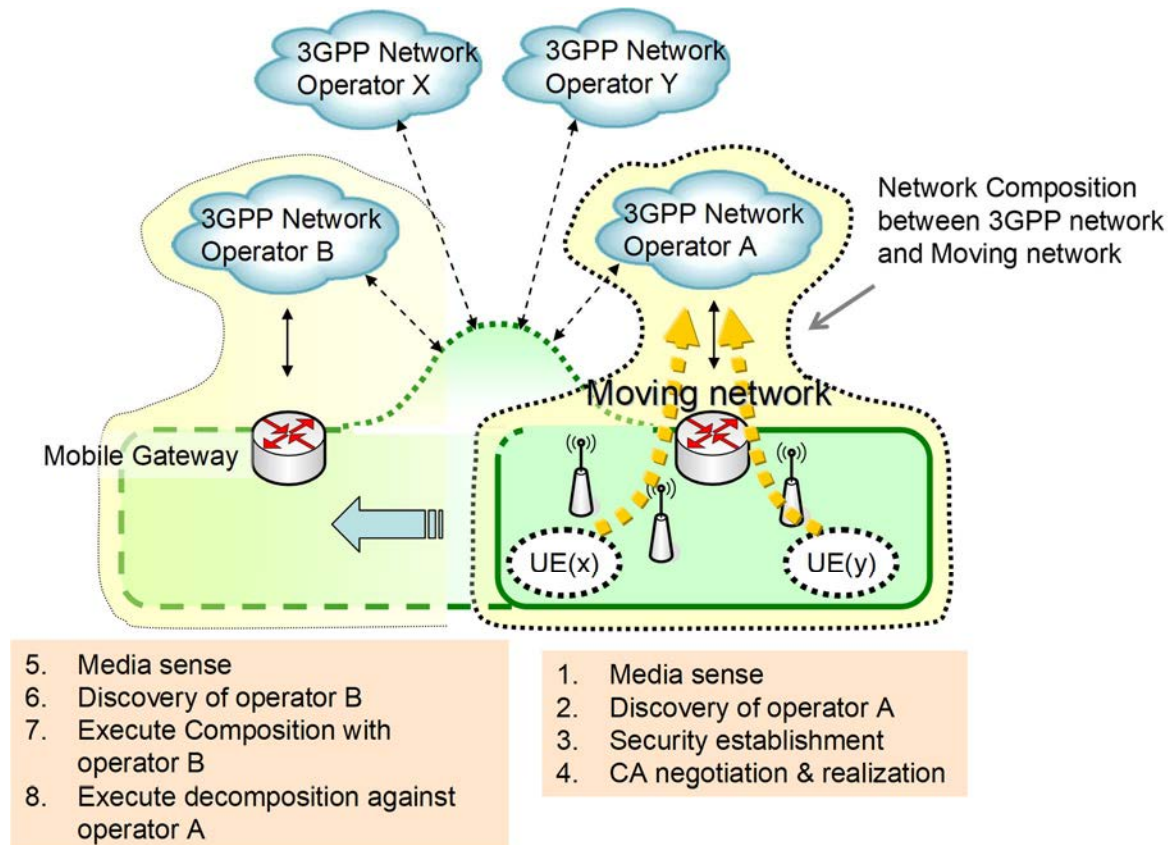 3GPP Network
Operator X
3GPP Network
Operator Y
3GPP Network
Operator B
3GPP Network
Operator A
Network Composition
between 3GPP network
and Moving network
Moving network
Mobile Gateway
UE(x)
UE(y)
5. Media sense
6. Discovery of operator B
7. Execute Composition with
operator B
8. Execute decomposition against
operator A
1. Media sense
2. Discovery of operator A
3. Security establishment
4. CA negotiation & realization